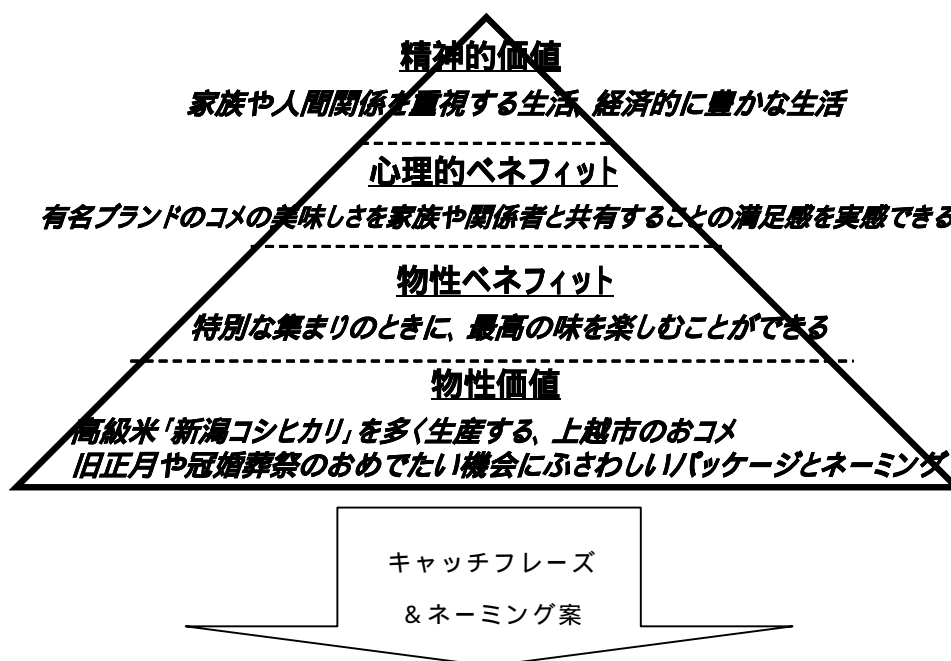 精神的価値
家族や人間関係を重視する生活、経済的に豊かな生活
心理的ベネフィット
有名ブランドのコメの美味しさを家族や関係者と共有することの満足感を実感できる
物性ベネフィット
特別な集まりのときに、最高の味を楽しむことができる
物性価値
高級米「新潟コシヒカリ」を多く生産する、上越市のおコメ
旧正月や冠婚葬祭のおめでたい機会にふさわしいパッケージとネーミング
キャッチフレーズ
&ネーミング案